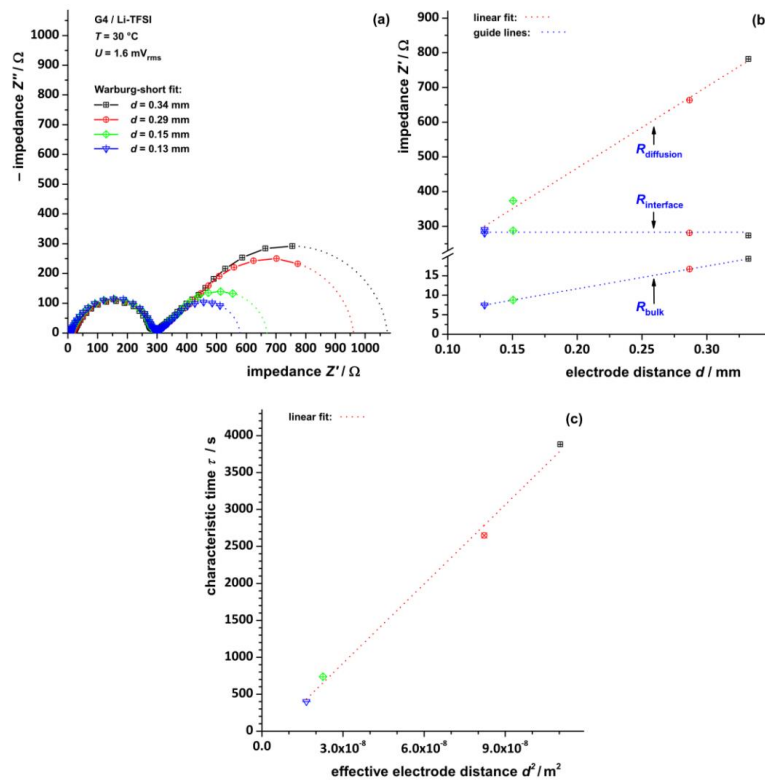 G4 / Li-TFSI
T = 30 °C
U = 1.6 mVrms
(a)
Warburg-short fit:
d = 0.34 mm
d = 0.29 mm
d = 0.15 mm
d = 0.13 mm
– impedance Z'' / Ω
1000
900
800
700
600
500
400
300
200
100
0
0 100 200 300 400 500 600 700 800 900 1000
impedance Z' / Ω
linear fit:
guide lines:
(b)
impedance Z' / Ω
900
800
700
600
500
400
300
15
10
5
0
Rdiffusion
Rinterface
Rbulk
0.10 0.15 0.20 0.25 0.30
electrode distance d / mm
linear fit:
(c)
characteristic time τ / s
4000
3500
3000
2500
2000
1500
1000
500
0
0.0 3.0x10⁻⁸ 6.0x10⁻⁸ 9.0x10⁻⁸
effective electrode distance d² / m²